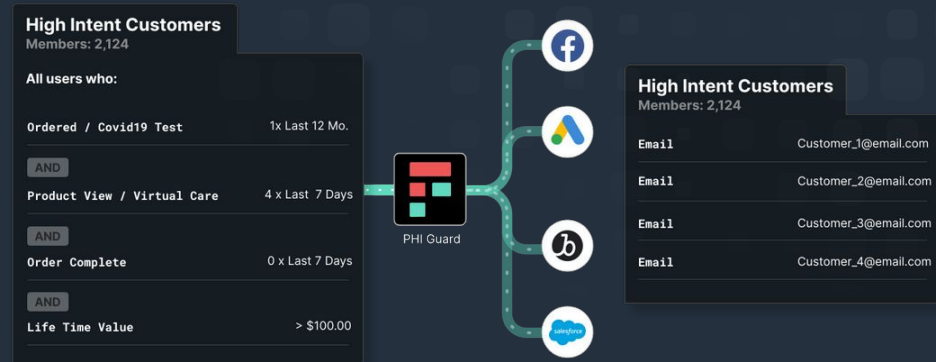 High Intent Customers
Members: 2,124
All users who:
Ordered / Covid19 Test 1x Last 12 Mo.
AND
Product View / Virtual Care 4 x Last 7 Days
AND
Order Complete 0 x Last 7 Days
AND
Life Time Value > $100.00
PHI Guard
salesforce
High Intent Customers
Members: 2,124
Email Customer_1@email.com
Email Customer_2@email.com
Email Customer_3@email.com
Email Customer_4@email.com